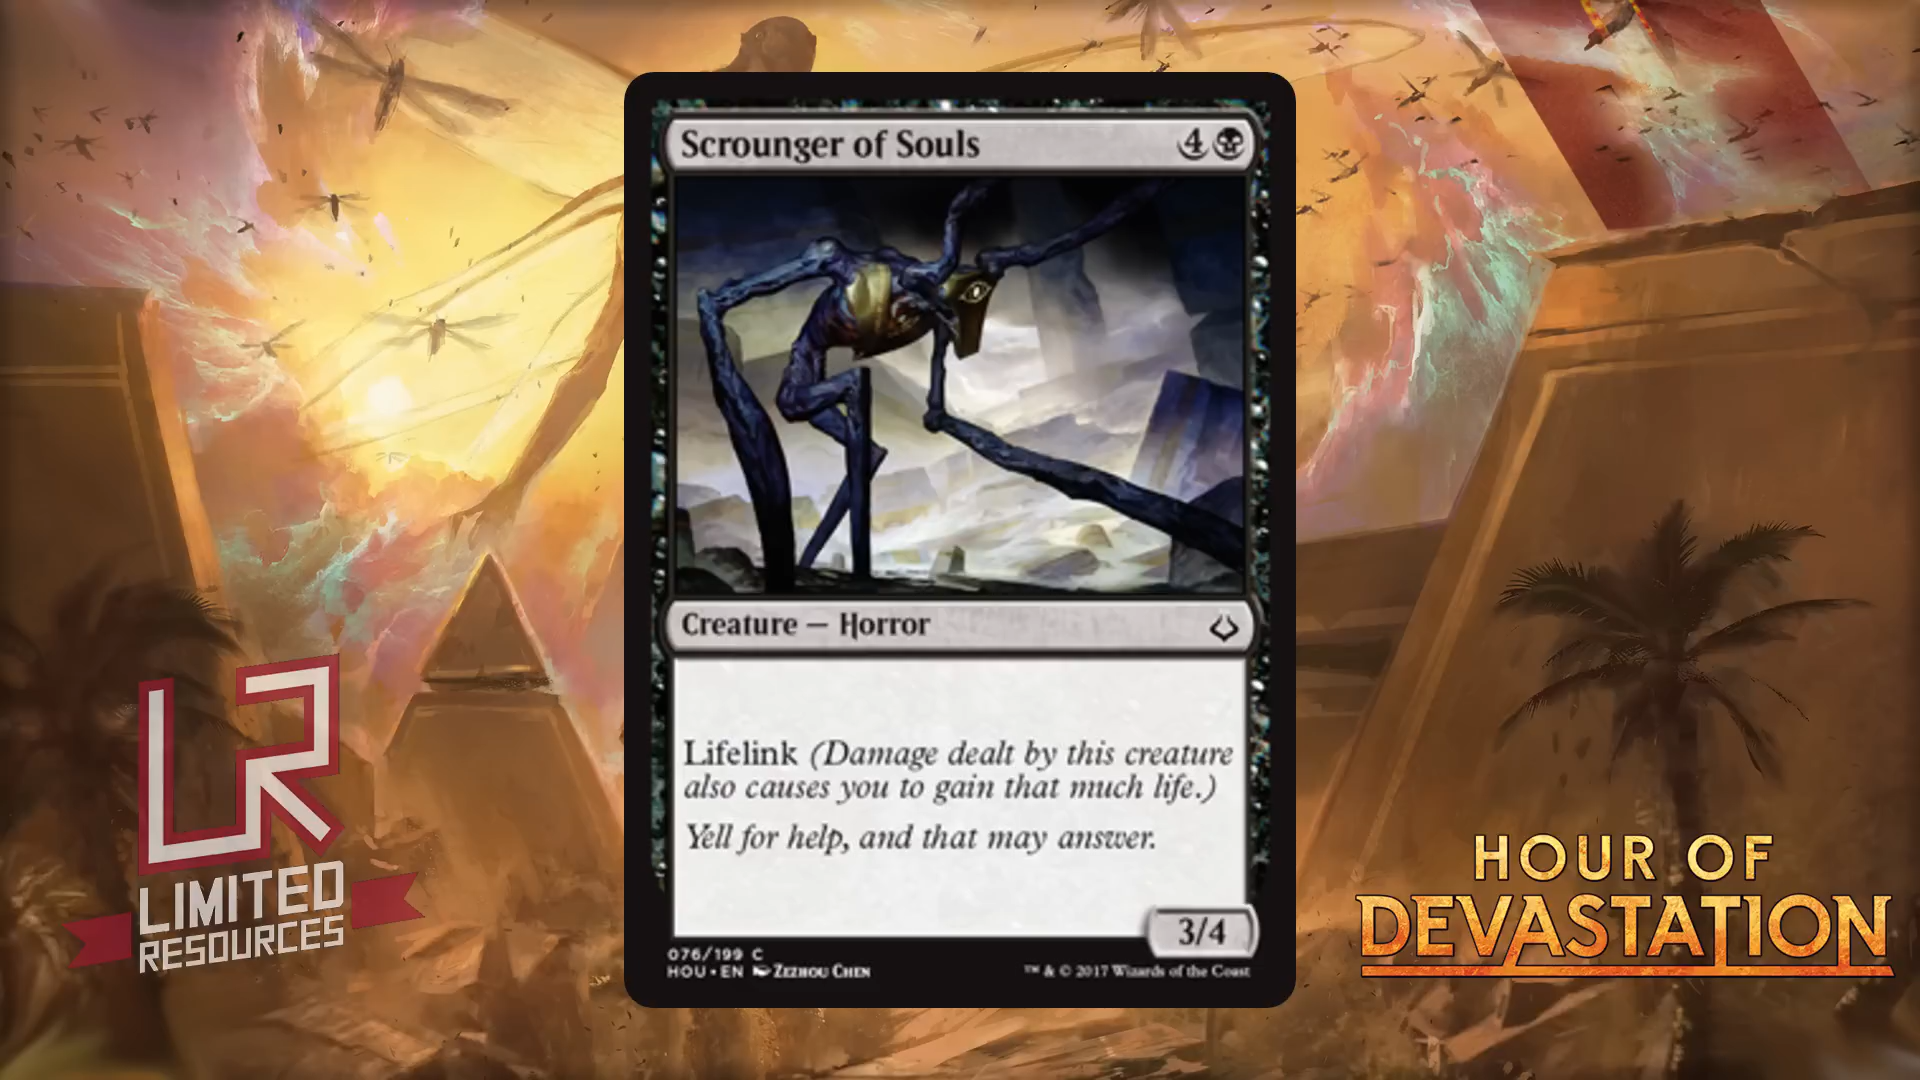 Scrounger of Souls
4
Creature — Horror
Lifelink (Damage dealt by this creature
also causes you to gain that much life.)
Yell for help, and that may answer.
3/4
076/199 C
HOU • EN Zezhou Chen
™ & © 2017 Wizards of the Coast
LR
LIMITED
RESOURCES
HOUR OF
DEVASTATION